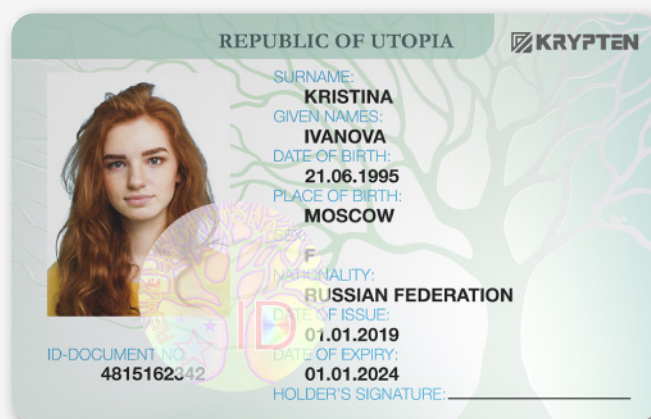 REPUBLIC OF UTOPIA
KRYPTEN
SURNAME:
KRISTINA
GIVEN NAMES:
IVANOVA
DATE OF BIRTH:
21.06.1995
PLACE OF BIRTH:
MOSCOW
SEX:
F
NATIONALITY:
RUSSIAN FEDERATION
DATE OF ISSUE:
01.01.2019
ID-DOCUMENT NO.
4815162342
DATE OF EXPIRY:
01.01.2024
HOLDER'S SIGNATURE:
ID